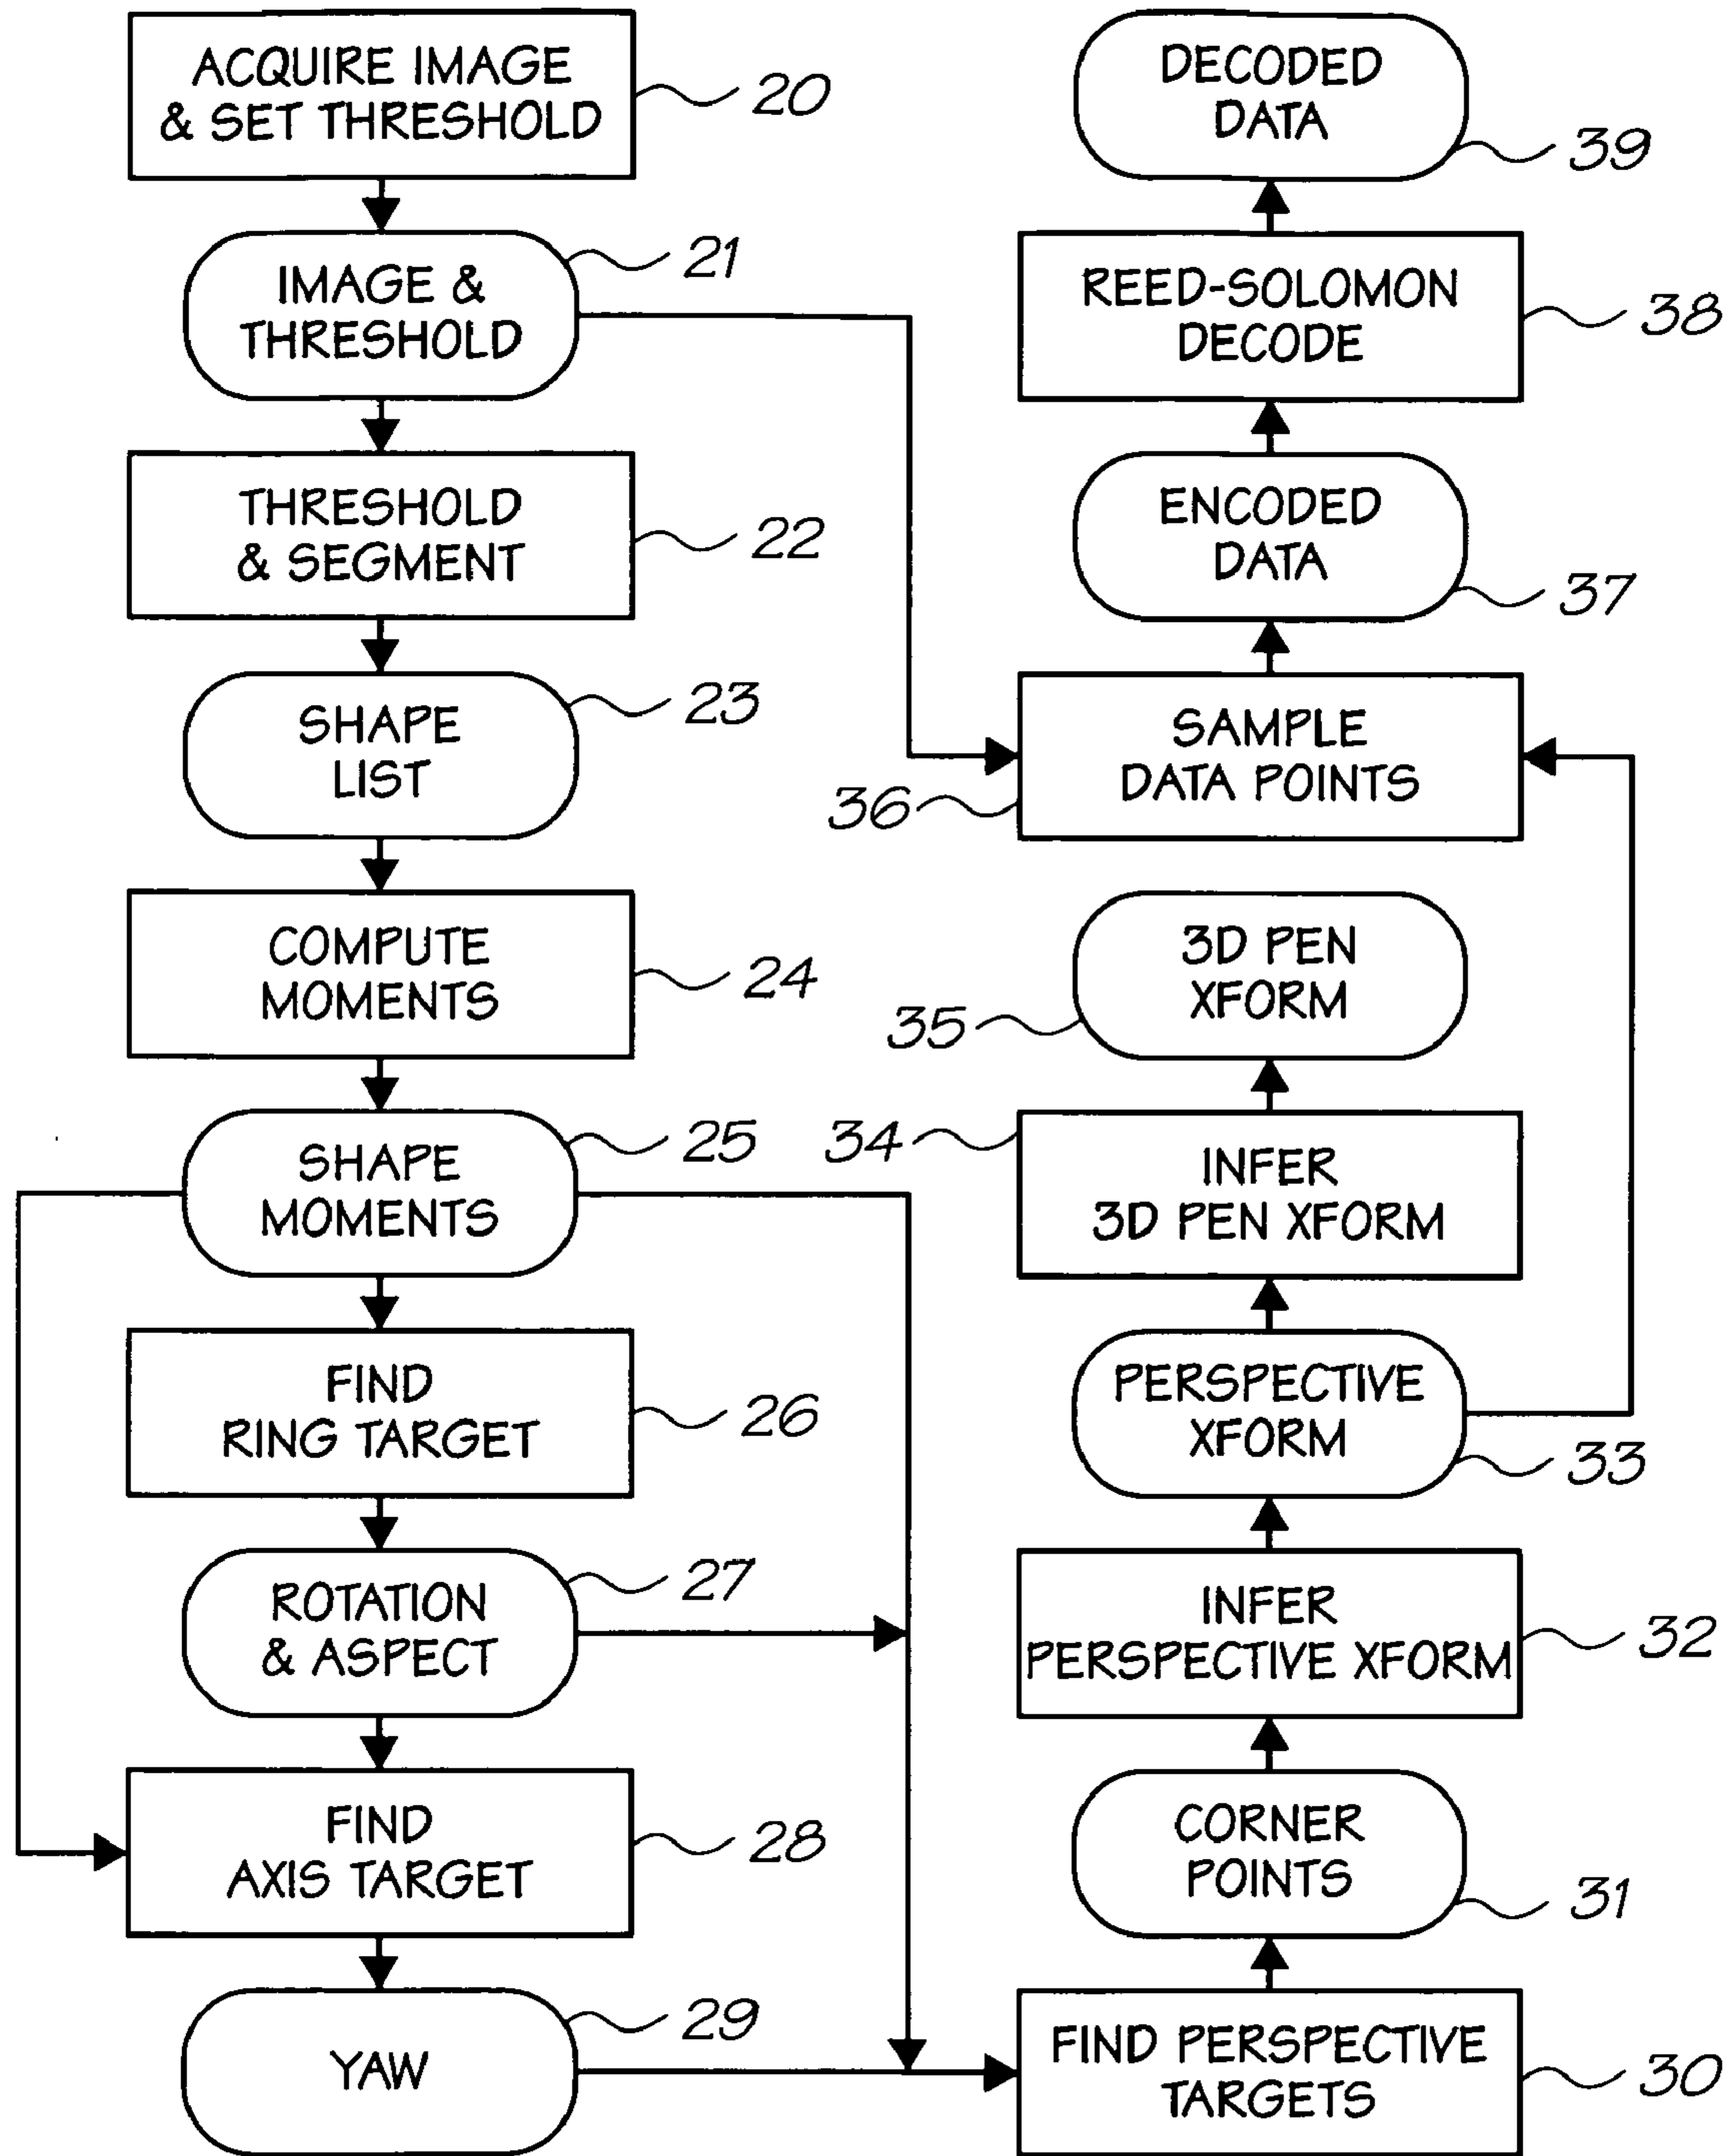 ACQUIRE IMAGE
& SET THRESHOLD
20
IMAGE &
THRESHOLD
21
THRESHOLD
& SEGMENT
22
SHAPE
LIST
23
COMPUTE
MOMENTS
24
SHAPE
MOMENTS
25
FIND
RING TARGET
26
ROTATION
& ASPECT
27
FIND
AXIS TARGET
28
YAW
29
DECODED
DATA
39
REED-SOLOMON
DECODE
38
ENCODED
DATA
37
SAMPLE
DATA POINTS
36
3D PEN
XFORM
35
INFER
3D PEN XFORM
34
PERSPECTIVE
XFORM
33
INFER
PERSPECTIVE XFORM
32
CORNER
POINTS
31
FIND PERSPECTIVE
TARGETS
30